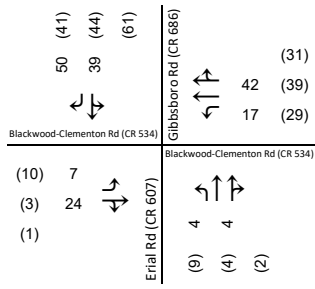 (41) (44) (61)
50 39
Blackwood-Clementon Rd (CR 534)
Gibbsboro Rd (CR 686)
(31)
42 (39)
17 (29)
(10) 7
(3) 24
(1)
Erial Rd (CR 607)
Blackwood-Clementon Rd (CR 534)
4 4
(9) (4) (2)